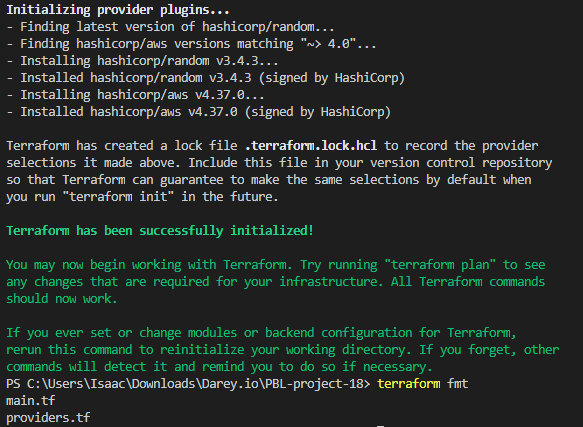 Initializing provider plugins...
- Finding latest version of hashicorp/random...
- Finding hashicorp/aws versions matching "~> 4.0"...
- Installing hashicorp/random v3.4.3...
- Installed hashicorp/random v3.4.3 (signed by HashiCorp)
- Installing hashicorp/aws v4.37.0...
- Installed hashicorp/aws v4.37.0 (signed by HashiCorp)
Terraform has created a lock file .terraform.lock.hcl to record the provider
selections it made above. Include this file in your version control repository
so that Terraform can guarantee to make the same selections by default when
you run "terraform init" in the future.
Terraform has been successfully initialized!
You may now begin working with Terraform. Try running "terraform plan" to see
any changes that are required for your infrastructure. All Terraform commands
should now work.
If you ever set or change modules or backend configuration for Terraform,
rerun this command to reinitialize your working directory. If you forget, other
commands will detect it and remind you to do so if necessary.
PS C:\Users\Isaac\Downloads\Darey.io\PBL-project-18> terraform fmt
main.tf
providers.tf